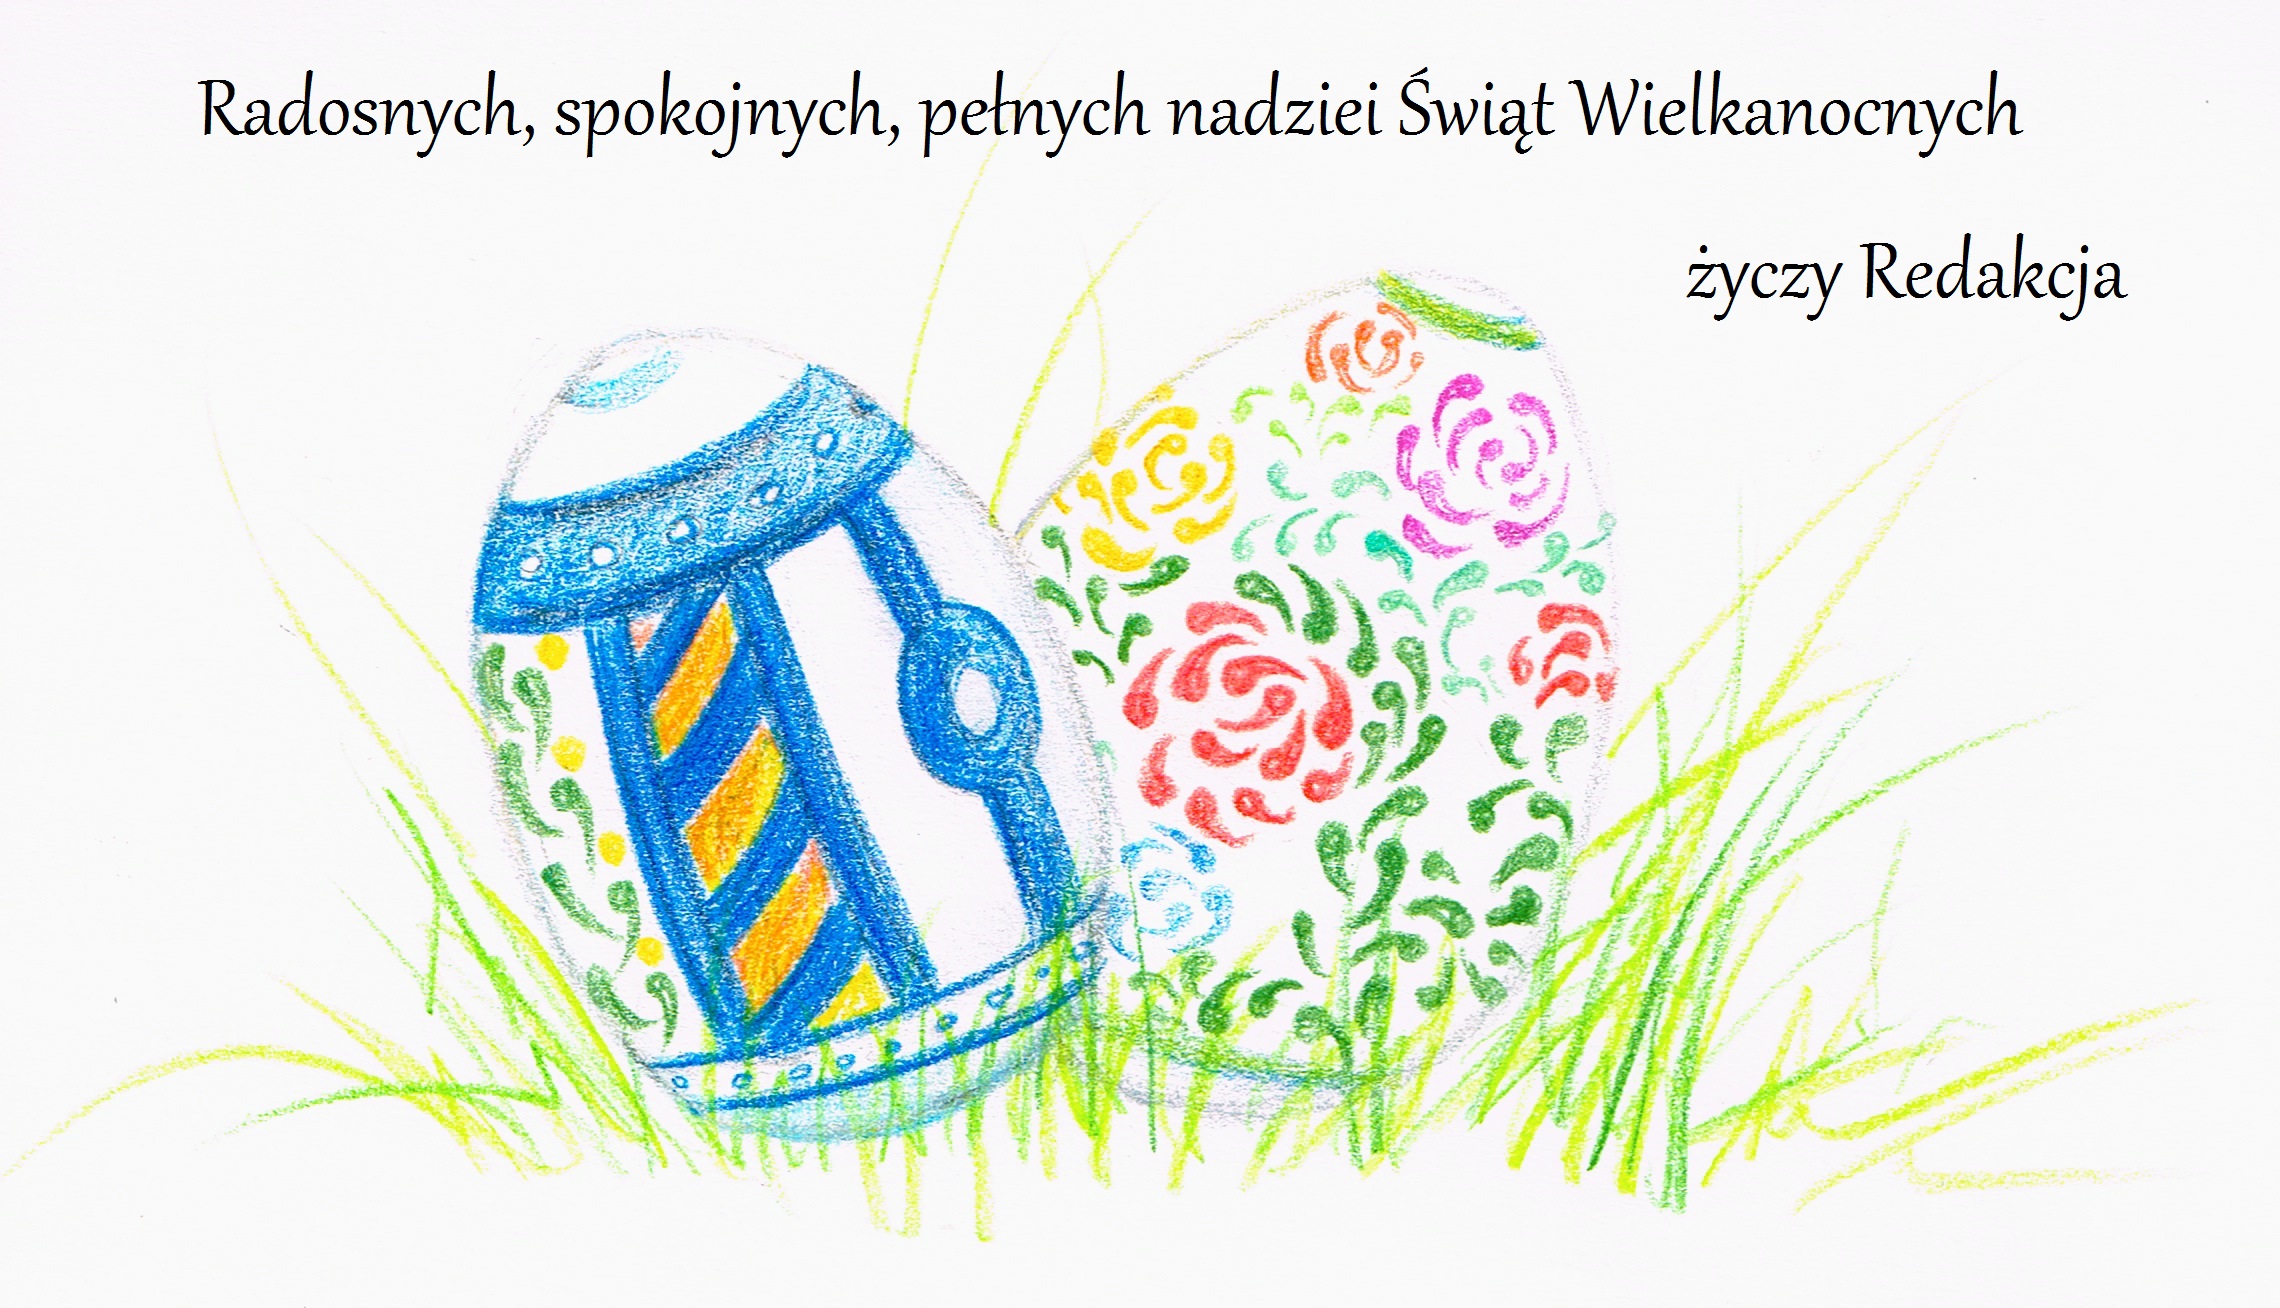 Radosnych, spokojnych, pełnych nadziei Świąt Wielkanocnych
życzy Redakcja